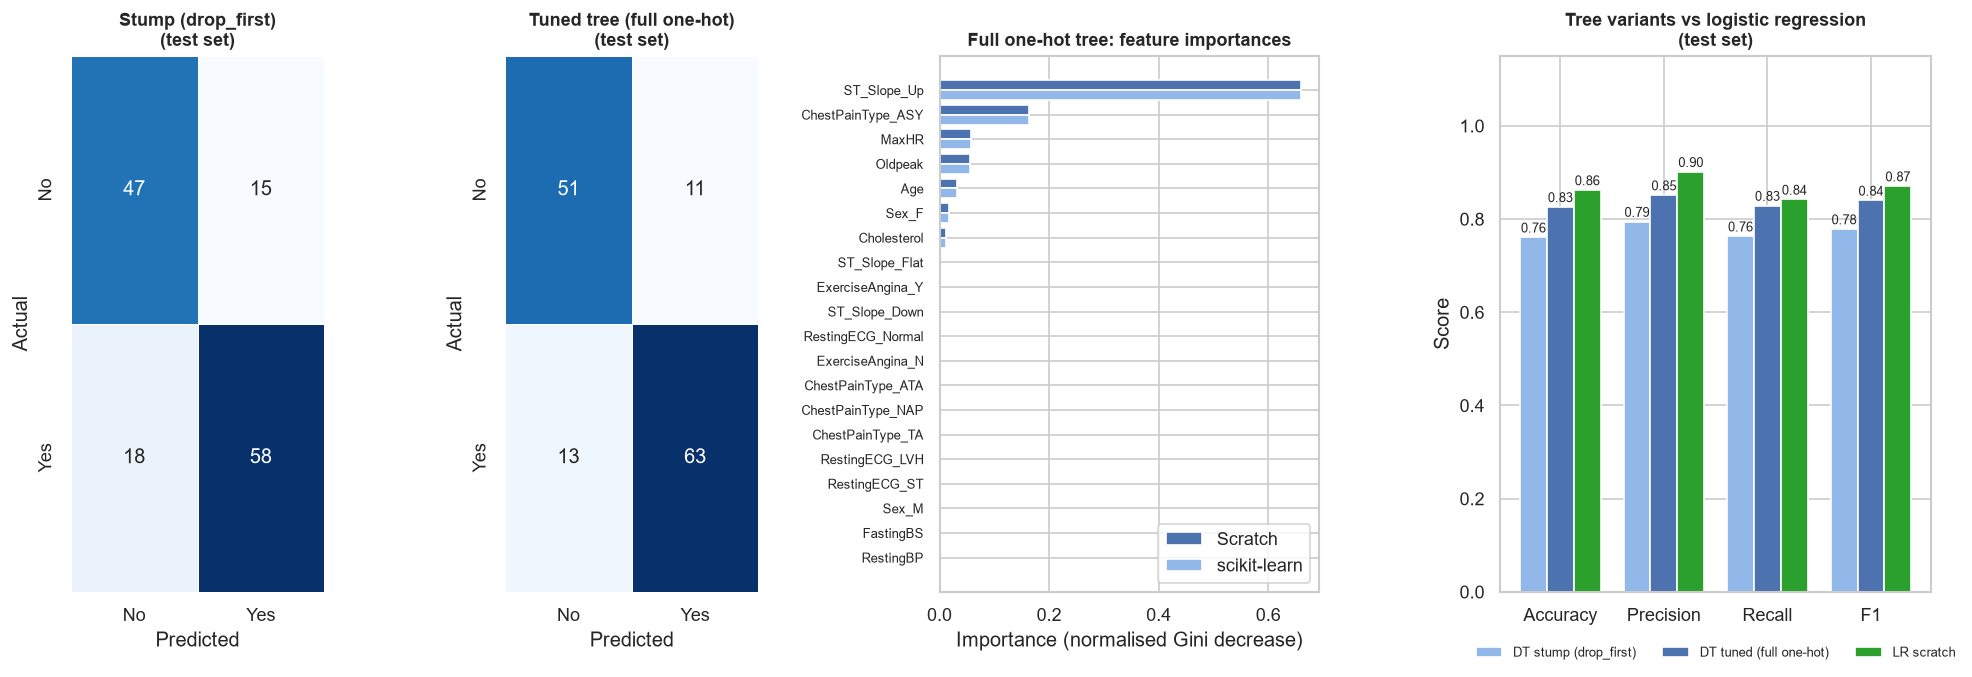 Stump (drop_first)
(test set)
No
47
15
Actual
Yes
18
58
No
Yes
Predicted
Tuned tree (full one-hot)
(test set)
No
51
11
Actual
Yes
13
63
No
Yes
Predicted
Full one-hot tree: feature importances
ST_Slope_Up
ChestPainType_ASY
MaxHR
Oldpeak
Age
Sex_F
Cholesterol
ST_Slope_Flat
ExerciseAngina_Y
ST_Slope_Down
RestingECG_Normal
ExerciseAngina_N
ChestPainType_ATA
ChestPainType_NAP
ChestPainType_TA
RestingECG_LVH
RestingECG_ST
Sex_M
FastingBS
RestingBP
Scratch
scikit-learn
0.0
0.2
0.4
0.6
Importance (normalised Gini decrease)
Tree variants vs logistic regression
(test set)
1.0
0.8
0.6
0.4
0.2
0.0
Score
0.76
0.83
0.86
0.79
0.85
0.90
0.76
0.83
0.84
0.78
0.84
0.87
Accuracy
Precision
Recall
F1
DT stump (drop_first)
DT tuned (full one-hot)
LR scratch